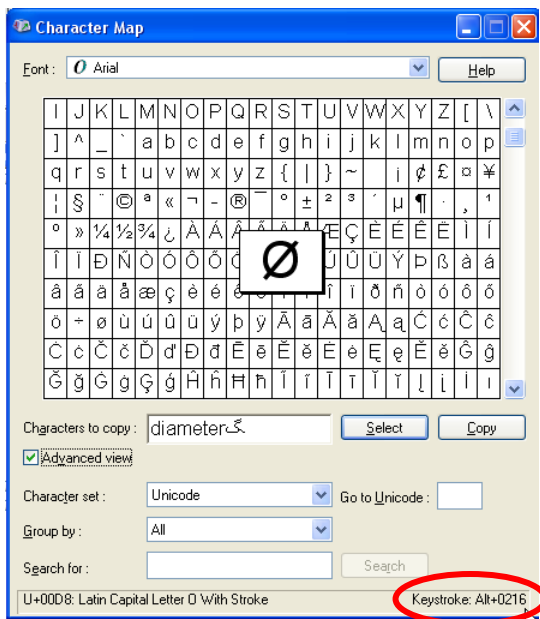 Character Map
Font : O Arial Help
I J K L M N O P Q R S T U V W X Y Z [ \
] ^ _ ` a b c d e f g h i j k l m n o p
q r s t u v w x y z { | } ~ ¡ ¢ £ ¤ ¥
¦ § ¨ © ª « ¬ - ® ¯ ° ± ² ³ ´ µ ¶ · ¸ ¹
º » ¼ ½ ¾ ¿ À Á Â Ã Ä Å Æ Ç È É Ê Ë Ì Í
Î Ï Ð Ñ Ò Ó Ô Õ Ö Ø Ú Û Ü Ý Þ ß à á
â ã ä å æ ç è é ê î ï ð ñ ò ó ô õ
ö ÷ ø ù ú û ü ý þ ÿ Ā ā Ă ă Ą ą Ć ć Ĉ ĉ
Ċ ċ Č č Ď ď Đ đ Ē ē Ĕ ĕ Ė ė Ę ę Ě ě Ĝ ĝ
Ğ ğ Ġ ġ Ģ ģ Ĥ ĥ Ħ ħ Ĩ ĩ Ī ī Ĭ ĭ Į į İ ı
Characters to copy : diameterگ Select Copy
Advanced view
Character set : Unicode Go to Unicode :
Group by : All
Search for : Search
U+00D8: Latin Capital Letter O With Stroke Keystroke: Alt+0216